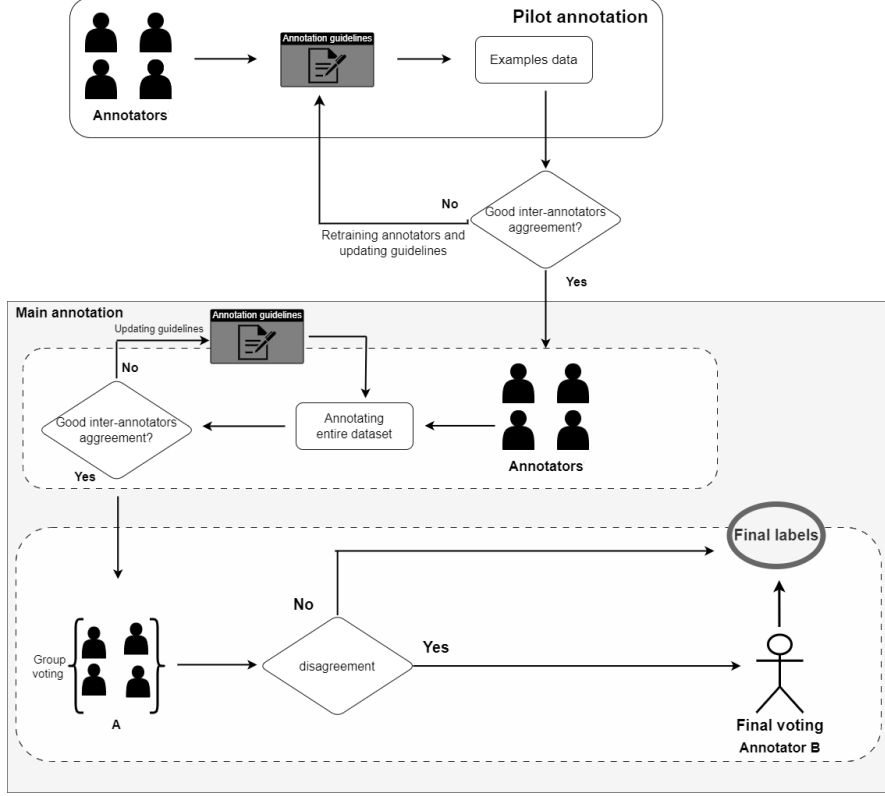 Pilot annotation
Annotation guidelines
Examples data
Annotators
No
Good inter-annotators
aggreement?
Retraining annotators and
updating guidelines
Yes
Main annotation
Annotation guidelines
Updating guidelines
No
Good inter-annotators
aggreement?
Annotating
entire dataset
Annotators
Yes
Final labels
No
Yes
Group
voting
disagreement
A
Final voting
Annotator B